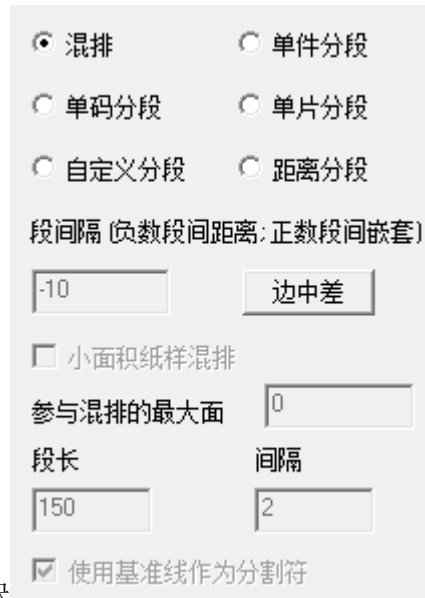 混排 单件分段
单码分段 单片分段
自定义分段 距离分段
段间隔 (负数段间距离; 正数段间嵌套)
-10 边中差
小面积纸样混排
参与混排的最大面 0
段长 间隔
150 2
使用基准线作为分割符